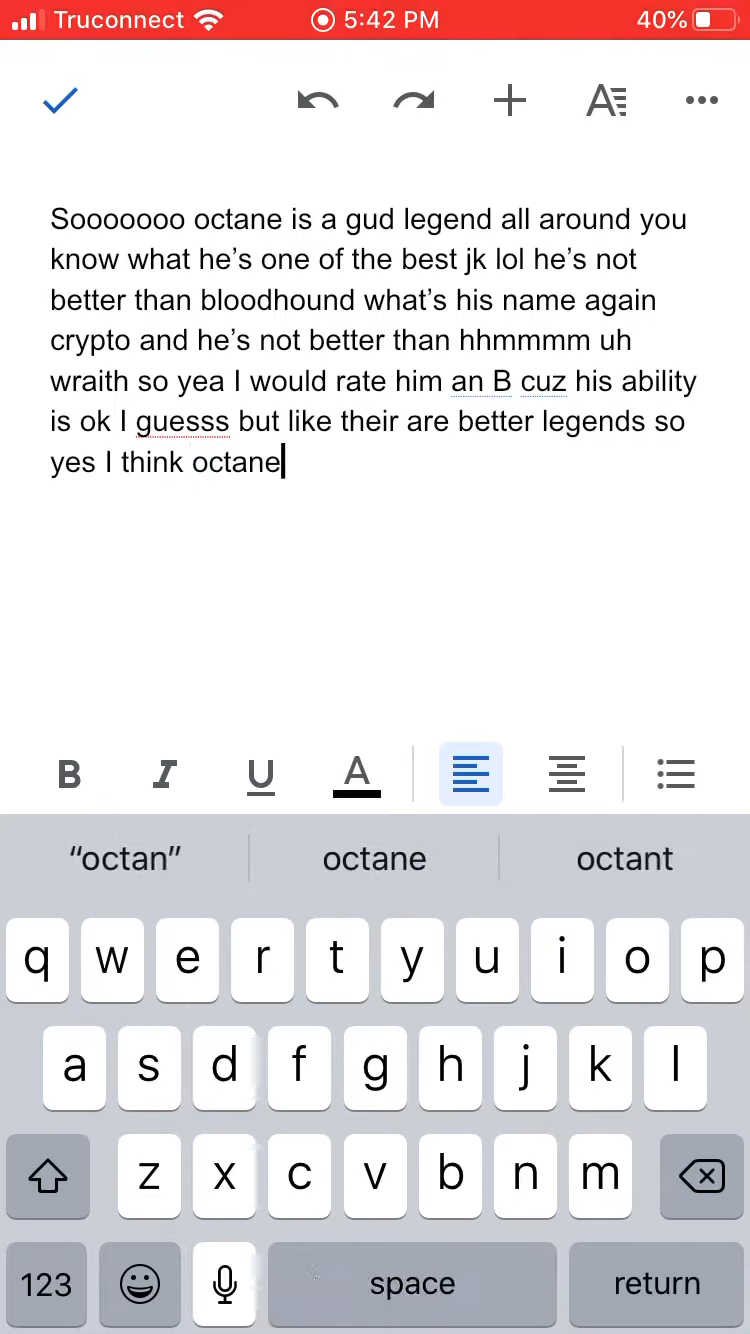 Truconnect 5:42 PM 40%
Sooooooo octane is a gud legend all around you
know what he’s one of the best jk lol he’s not
better than bloodhound what’s his name again
crypto and he’s not better than hhmmmm uh
wraith so yea I would rate him an B cuz his ability
is ok I guesss but like their are better legends so
yes I think octane
B I U A
“octan” octane octant
q w e r t y u i o p
a s d f g h j k l
z x c v b n m
123 space return